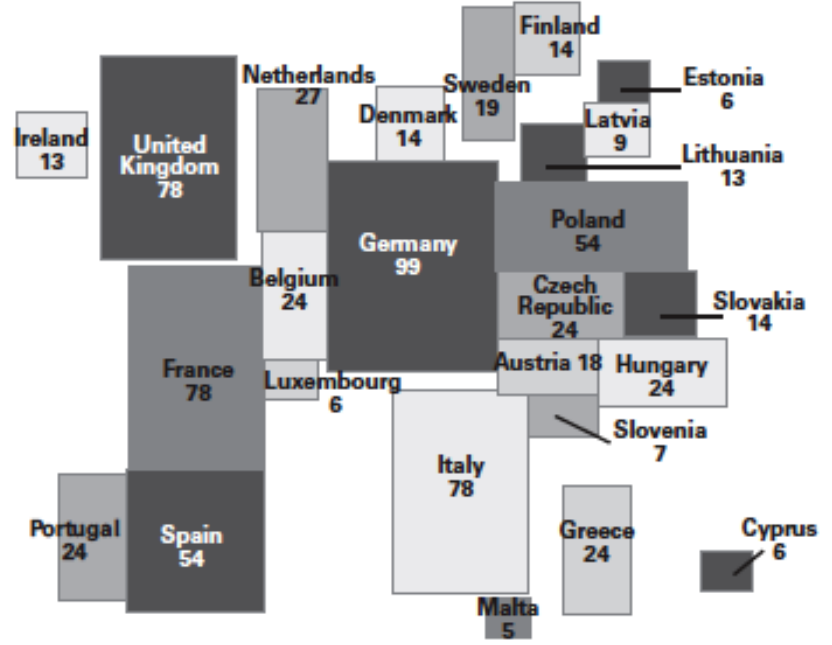 Finland
14
Netherlands
27
Sweden
19
Estonia
6
Denmark
14
Latvia
9
Ireland
13
United
Kingdom
78
Lithuania
13
Poland
54
Germany
99
Belgium
24
Czech
Republic
24
Slovakia
14
France
78
Luxembourg
6
Austria 18
Hungary
24
Slovenia
7
Italy
78
Portugal
24
Spain
54
Greece
24
Cyprus
6
Malta
5